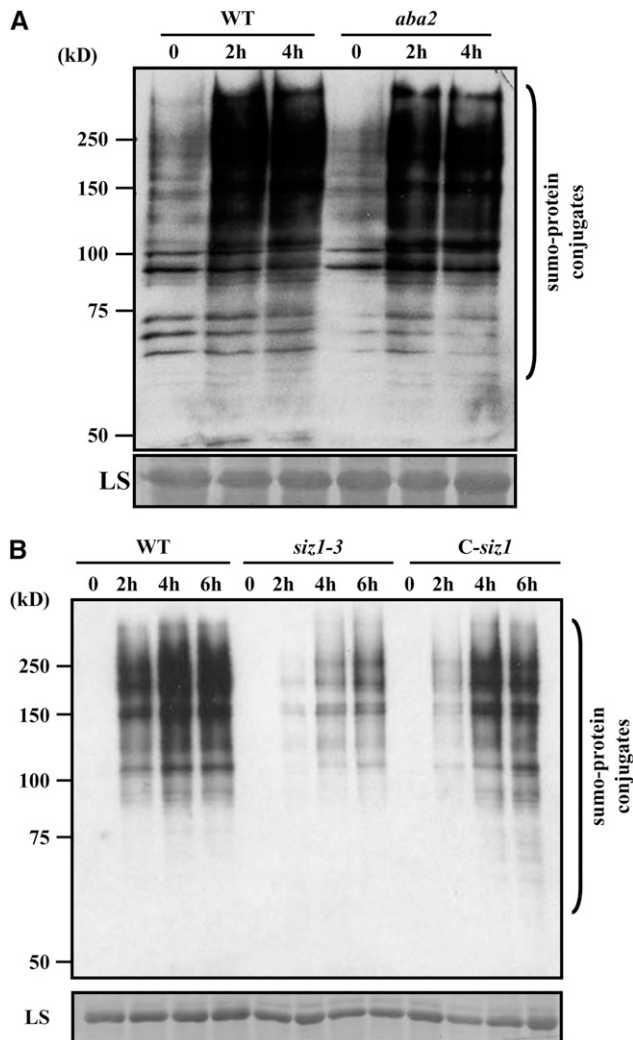 A
WT aba2
(kD) 0 2h 4h 0 2h 4h
250
150
100
75
50
sumo-protein
conjugates
LS
B
WT siz1-3 C-siz1
0 2h 4h 6h 0 2h 4h 6h 0 2h 4h 6h
(kD)
250
150
100
75
50
sumo-protein
conjugates
LS